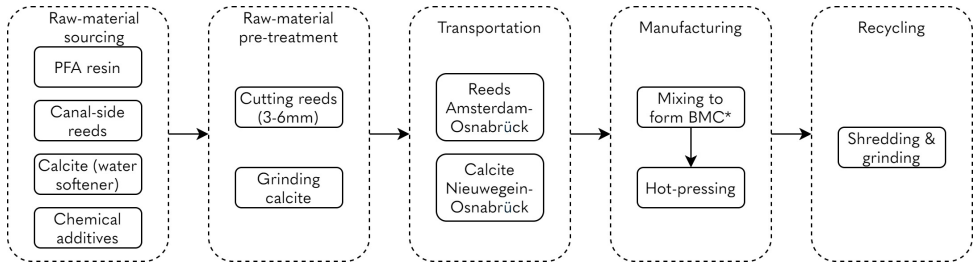 Raw-material
sourcing
PFA resin
Canal-side
reeds
Calcite (water
softener)
Chemical
additives
Raw-material
pre-treatment
Cutting reeds
(3-6mm)
Grinding
calcite
Transportation
Reeds
Amsterdam-
Osnabrück
Calcite
Nieuwegein-
Osnabrück
Manufacturing
Mixing to
form BMC*
Hot-pressing
Recycling
Shredding &
grinding